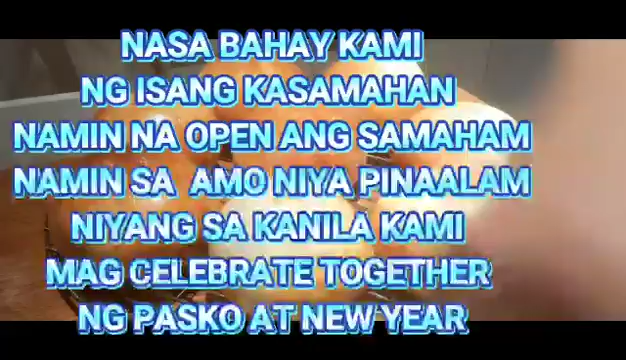 NASA BAHAY KAMI
NG ISANG KASAMAHAN
NAMIN NA OPEN ANG SAMAHAM
NAMIN SA AMO NIYA PINAALAM
NIYANG SA KANILA KAMI
MAG CELEBRATE TOGETHER
NG PASKO AT NEW YEAR